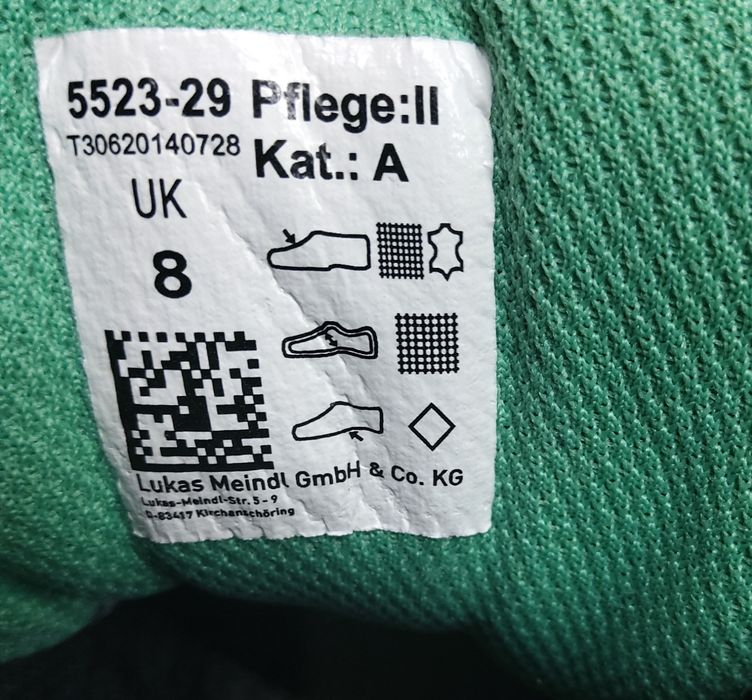 5523-29 Pflege:II
T30620140728 Kat.: A
UK
8
Lukas Meindl GmbH & Co. KG
Lukas-Meindl-Str. 5-9
D-83417 Kirchanschöring